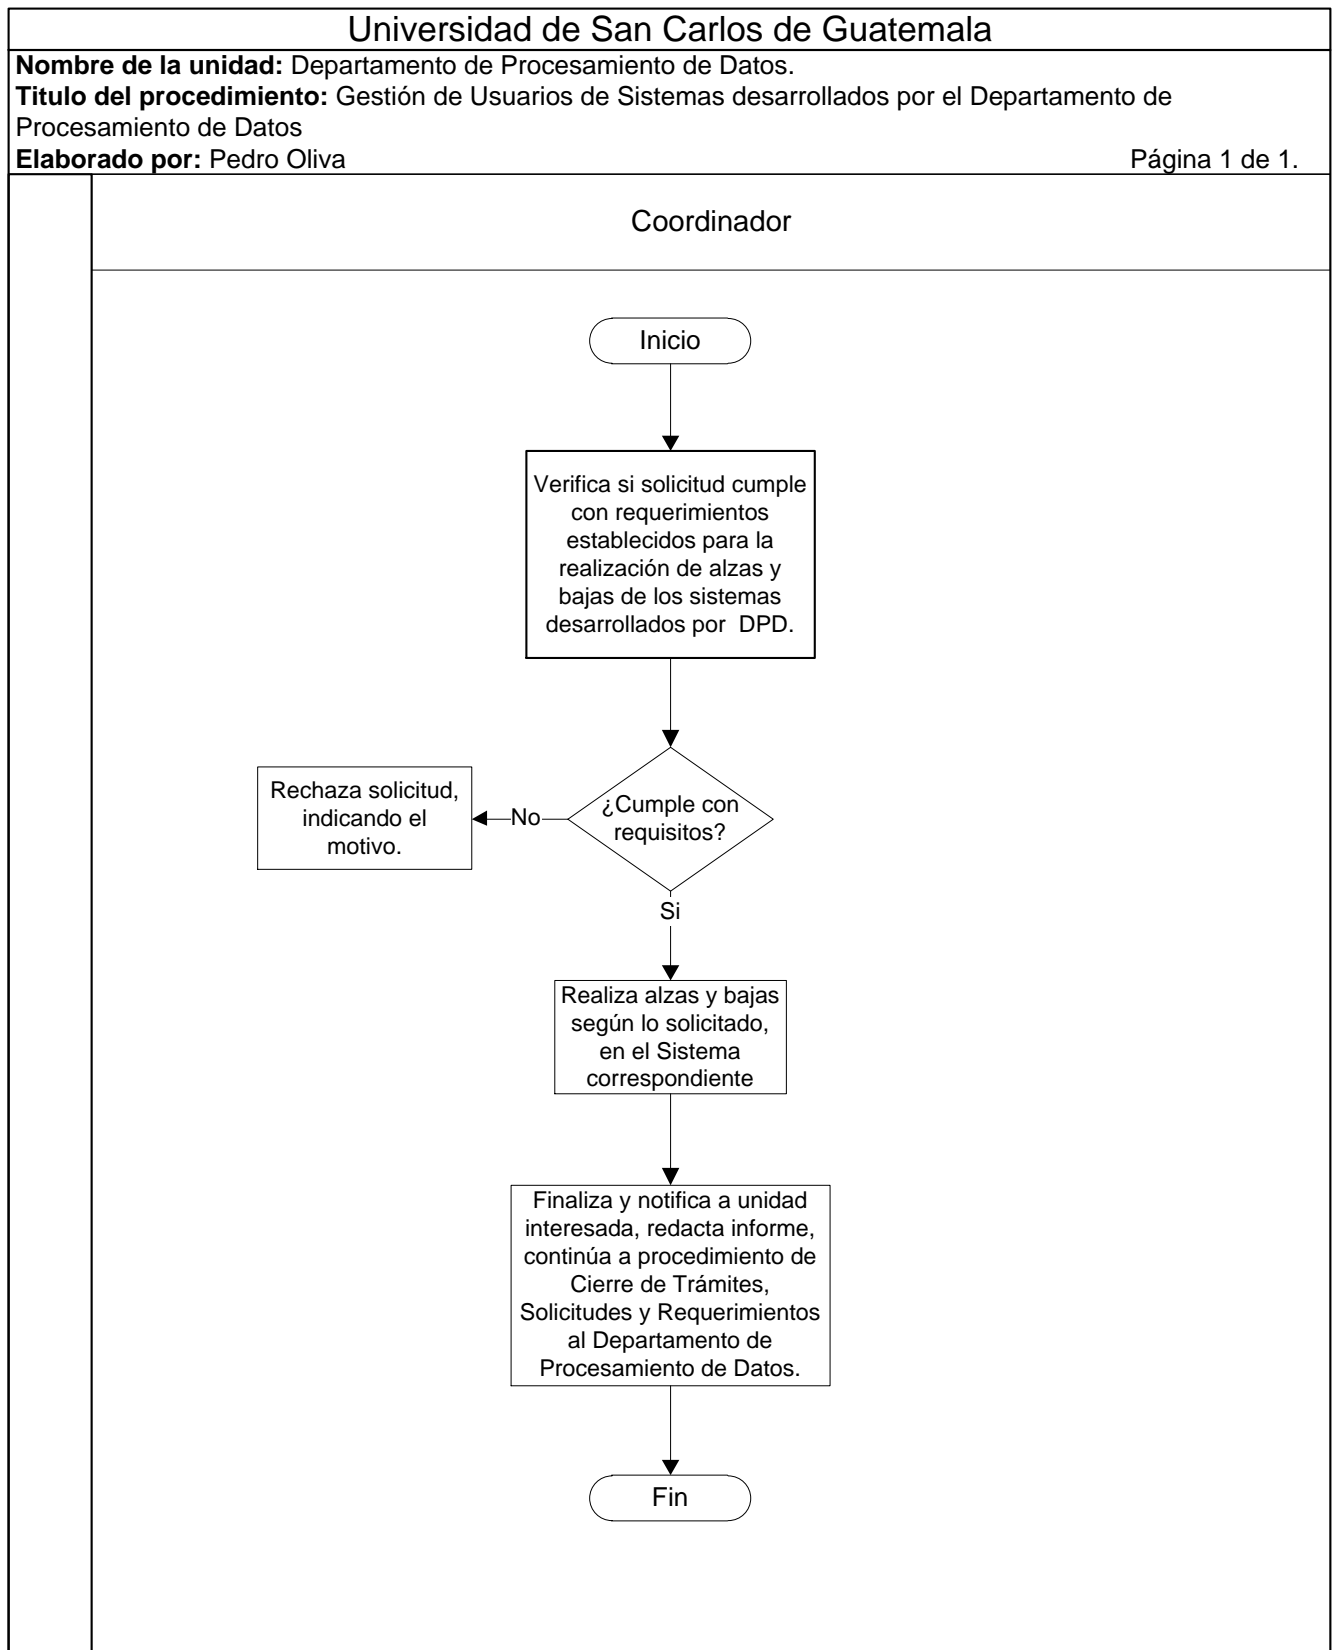 Universidad de San Carlos de Guatemala
Nombre de la unidad: Departamento de Procesamiento de Datos.
Titulo del procedimiento: Gestión de Usuarios de Sistemas desarrollados por el Departamento de
Procesamiento de Datos
Elaborado por: Pedro Oliva Página 1 de 1.
Coordinador
Inicio
Verifica si solicitud cumple
con requerimientos
establecidos para la
realización de alzas y
bajas de los sistemas
desarrollados por DPD.
¿Cumple con
requisitos?
No
Rechaza solicitud,
indicando el
motivo.
Si
Realiza alzas y bajas
según lo solicitado,
en el Sistema
correspondiente
Finaliza y notifica a unidad
interesada, redacta informe,
continúa a procedimiento de
Cierre de Trámites,
Solicitudes y Requerimientos
al Departamento de
Procesamiento de Datos.
Fin